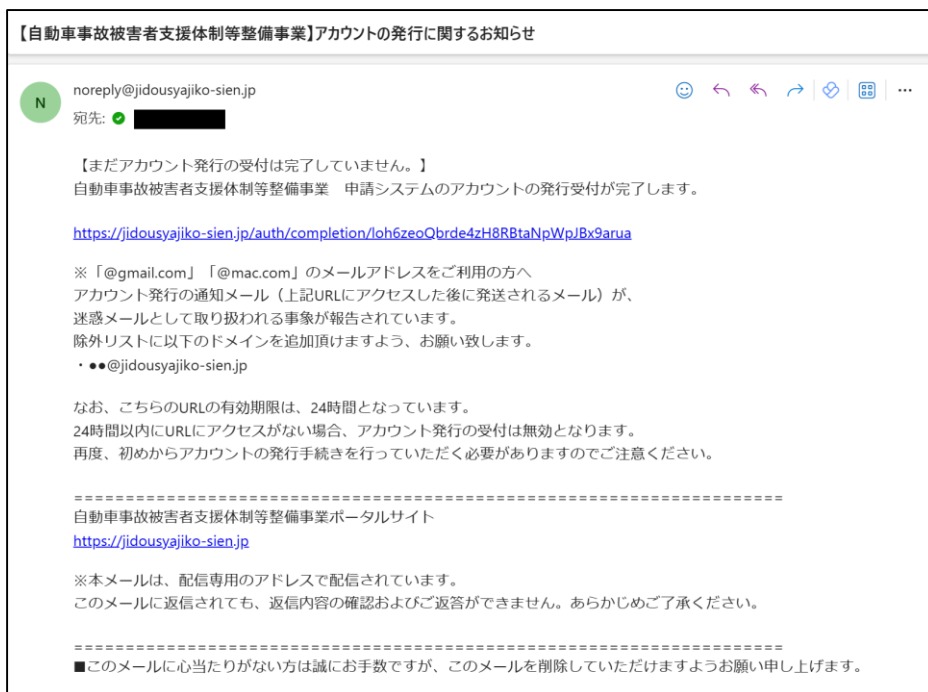 【自動車事故被害者支援体制等整備事業】アカウントの発行に関するお知らせ
N
noreply@jidousyajiko-sien.jp
宛先:
【まだアカウント発行の受付は完了していません。】
自動車事故被害者支援体制等整備事業　申請システムのアカウントの発行受付が完了します。
https://jidousyajiko-sien.jp/auth/completion/loh6zeoQbrde4zH8RBtaNpWpJBx9arua
※「@gmail.com」「@mac.com」のメールアドレスをご利用の方へ
アカウント発行の通知メール（上記URLにアクセスした後に発送されるメール）が、
迷惑メールとして取り扱われる事象が報告されています。
除外リストに以下のドメインを追加頂けますよう、お願い致します。
・●●@jidousyajiko-sien.jp
なお、こちらのURLの有効期限は、24時間となっています。
24時間以内にURLにアクセスがない場合、アカウント発行の受付は無効となります。
再度、初めからアカウントの発行手続きを行っていただく必要がありますのでご注意ください。
======================================================================
自動車事故被害者支援体制等整備事業ポータルサイト
https://jidousyajiko-sien.jp
※本メールは、配信専用のアドレスで配信されています。
このメールに返信されても、返信内容の確認およびご返答ができません。あらかじめご了承ください。
======================================================================
■このメールに心当たりがない方は誠にお手数ですが、このメールを削除していただけますようお願い申し上げます。